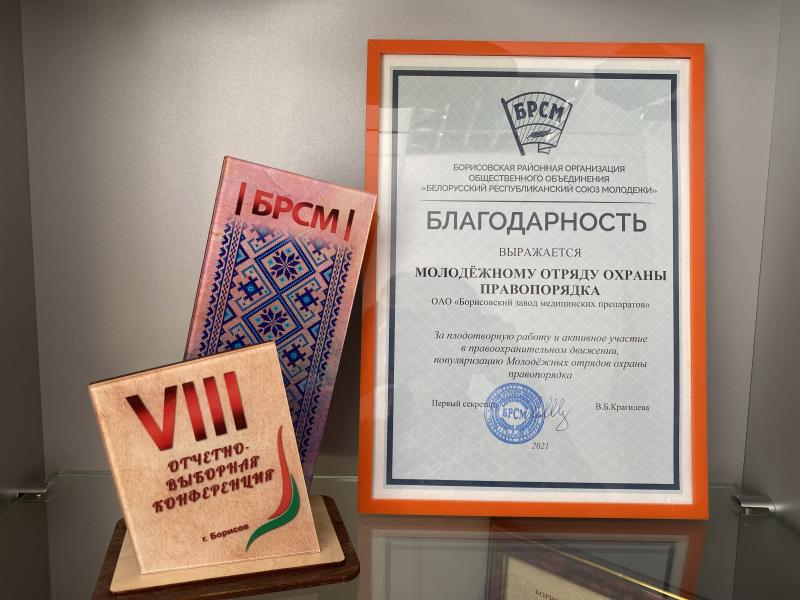 |БРСМ|
VIII
ОТЧЕТНО-
ВЫБОРНАЯ
КОНФЕРЕНЦИЯ
г. Борисов
БРСМ
БОРИСОВСКАЯ РАЙОННАЯ ОРГАНИЗАЦИЯ
ОБЩЕСТВЕННОГО ОБЪЕДИНЕНИЯ
«БЕЛОРУССКИЙ РЕСПУБЛИКАНСКИЙ СОЮЗ МОЛОДЕЖИ»
БЛАГОДАРНОСТЬ
ВЫРАЖАЕТСЯ
МОЛОДЁЖНОМУ ОТРЯДУ ОХРАНЫ
ПРАВОПОРЯДКА
ОАО «Борисовский завод медицинских препаратов»
За плодотворную работу и активное участие
в правоохранительном движении,
популяризацию Молодёжных отрядов охраны
правопорядка
Первый секретарь В.Б.Крагилева
БРСМ
2021